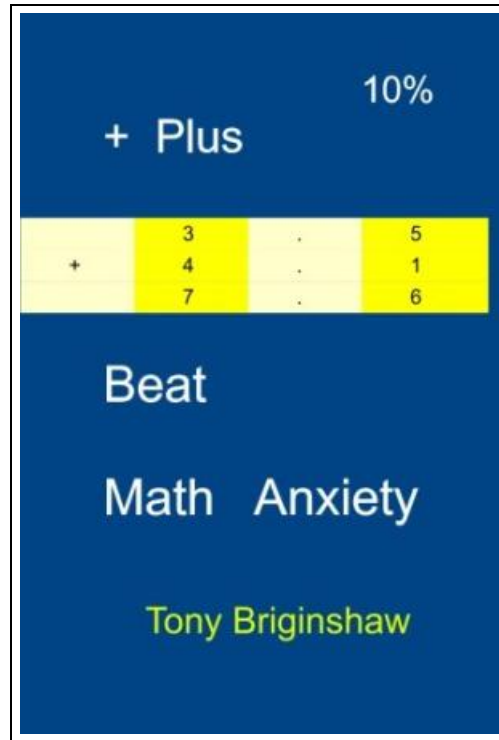 10%
+ Plus
3 . 5
+ 4 . 1
7 . 6
Beat
Math Anxiety
Tony Briginshaw